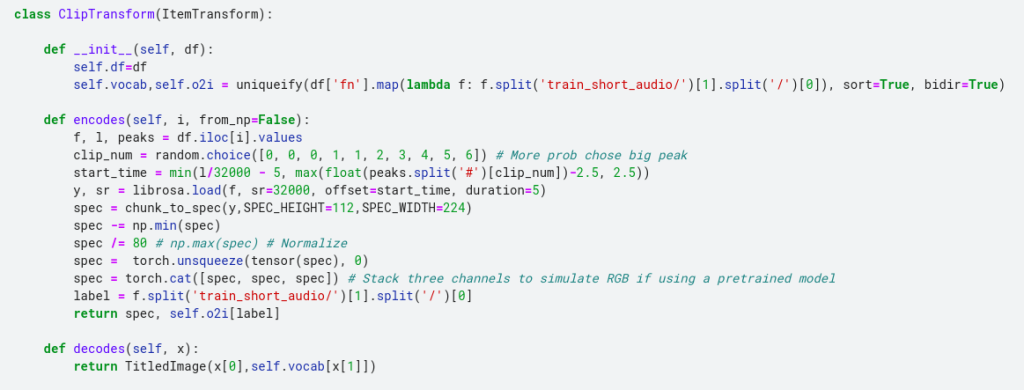 class ClipTransform(ItemTransform):
def __init__(self, df):
self.df=df
self.vocab,self.o2i = uniqueify(df['fn'].map(lambda f: f.split('train_short_audio/')[1].split('/')[0]), sort=True, bidir=True)
def encodes(self, i, from_np=False):
f, l, peaks = df.iloc[i].values
clip_num = random.choice([0, 0, 0, 1, 1, 2, 3, 4, 5, 6]) # More prob chose big peak
start_time = min(l/32000 - 5, max(float(peaks.split('#')[clip_num])-2.5, 2.5))
y, sr = librosa.load(f, sr=32000, offset=start_time, duration=5)
spec = chunk_to_spec(y,SPEC_HEIGHT=112,SPEC_WIDTH=224)
spec -= np.min(spec)
spec /= 80 # np.max(spec) # Normalize
spec =  torch.unsqueeze(tensor(spec), 0)
spec = torch.cat([spec, spec, spec]) # Stack three channels to simulate RGB if using a pretrained model
label = f.split('train_short_audio/')[1].split('/')[0]
return spec, self.o2i[label]
def decodes(self, x):
return TitledImage(x[0],self.vocab[x[1]])